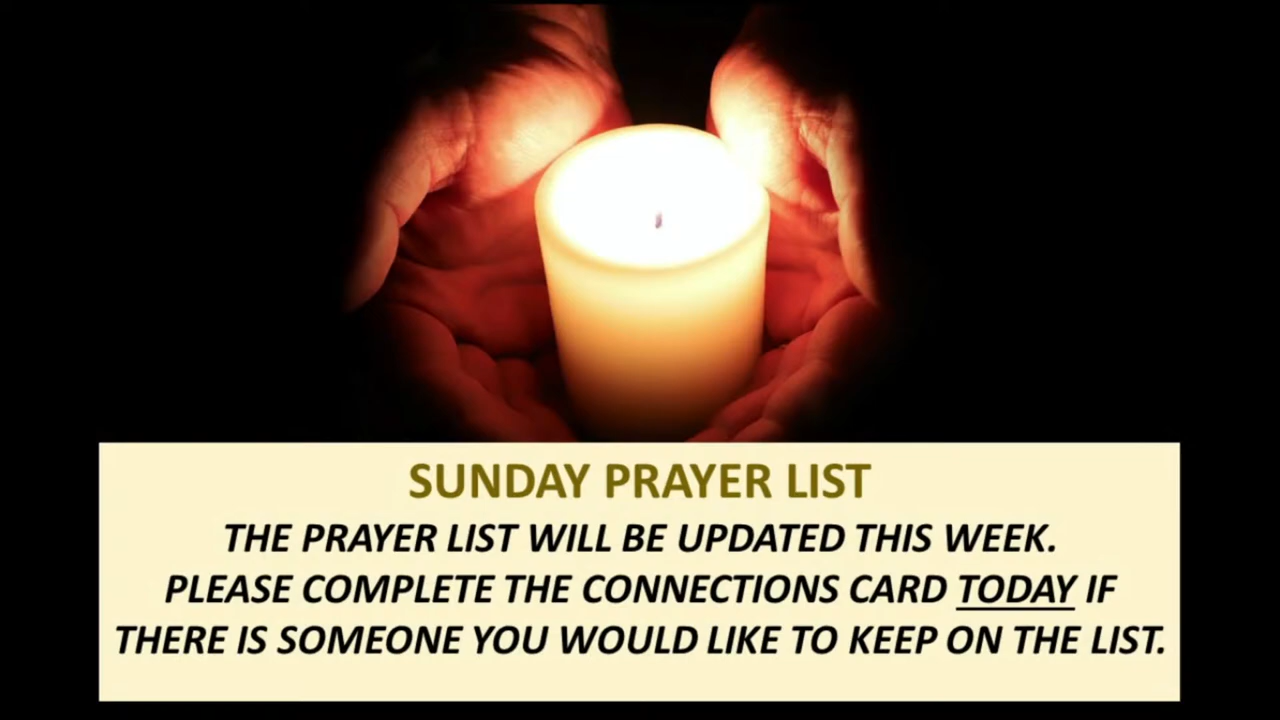 SUNDAY PRAYER LIST
THE PRAYER LIST WILL BE UPDATED THIS WEEK.
PLEASE COMPLETE THE CONNECTIONS CARD TODAY IF
THERE IS SOMEONE YOU WOULD LIKE TO KEEP ON THE LIST.